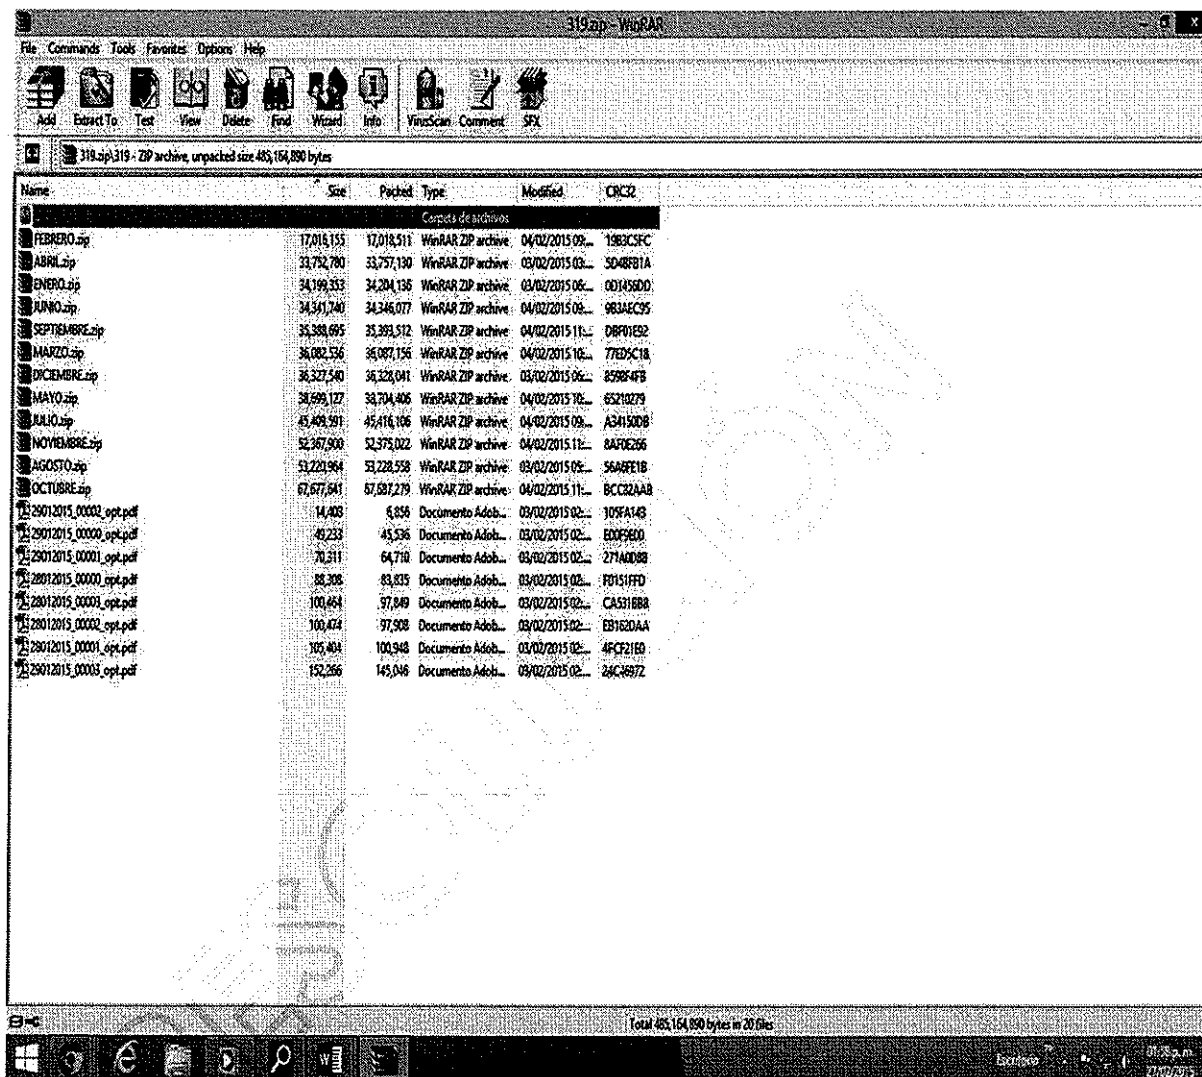 319.zip - WinRAR
File Commands Tools Favorites Options Help
Add Extract To Test View Delete Find Wizard Info VirusScan Comment SFX
319.zip\319 - ZIP archive, unpacked size 485,164,890 bytes
Name Size Packed Type Modified CRC32
Carpeta de archivos
FEBRERO.zip 17,018,511 WinRAR ZIP archive 04/02/2015 09:... 19B3C5FC
ABRIL.zip 33,752,780 33,757,130 WinRAR ZIP archive 03/02/2015 03:... 5D48FB1A
ENERO.zip 34,199,353 34,204,136 WinRAR ZIP archive 03/02/2015 06:... 0D1456DD
JUNIO.zip 34,341,740 34,346,077 WinRAR ZIP archive 04/02/2015 09:... 9B3AEC95
SEPTIEMBRE.zip 35,388,695 35,393,512 WinRAR ZIP archive 04/02/2015 11:... DBF01E92
MARZO.zip 36,082,536 36,087,156 WinRAR ZIP archive 04/02/2015 10:... 77ED5C18
DICIEMBRE.zip 36,327,540 36,328,041 WinRAR ZIP archive 03/02/2015 06:... 8598F4FB
MAYO.zip 38,699,127 38,704,406 WinRAR ZIP archive 04/02/2015 10:... 65210279
JULIO.zip 45,409,591 45,416,106 WinRAR ZIP archive 04/02/2015 09:... A34150DB
NOVIEMBRE.zip 52,367,900 52,375,022 WinRAR ZIP archive 04/02/2015 11:... 8AF0E266
AGOSTO.zip 53,220,964 53,228,558 WinRAR ZIP archive 03/02/2015 05:... 56A6FE1B
OCTUBRE.zip 67,677,641 67,687,279 WinRAR ZIP archive 04/02/2015 11:... BCC82AAB
29012015_00002_opt.pdf 14,403 6,856 Documento Adob... 03/02/2015 02:... 105FA143
29012015_00000_opt.pdf 49,233 45,536 Documento Adob... 03/02/2015 02:... E00F9E00
29012015_00001_opt.pdf 70,311 64,710 Documento Adob... 03/02/2015 02:... 271A0D88
28012015_00000_opt.pdf 88,308 83,835 Documento Adob... 03/02/2015 02:... F0151FFD
28012015_00003_opt.pdf 100,464 97,849 Documento Adob... 03/02/2015 02:... CA531BB8
28012015_00002_opt.pdf 100,474 97,908 Documento Adob... 03/02/2015 02:... EB162DAA
28012015_00001_opt.pdf 105,404 100,948 Documento Adob... 03/02/2015 02:... 4FCF21E0
29012015_00003_opt.pdf 152,266 145,046 Documento Adob... 03/02/2015 02:... 24C46972
Total 485,164,890 bytes in 20 files
Escritorio